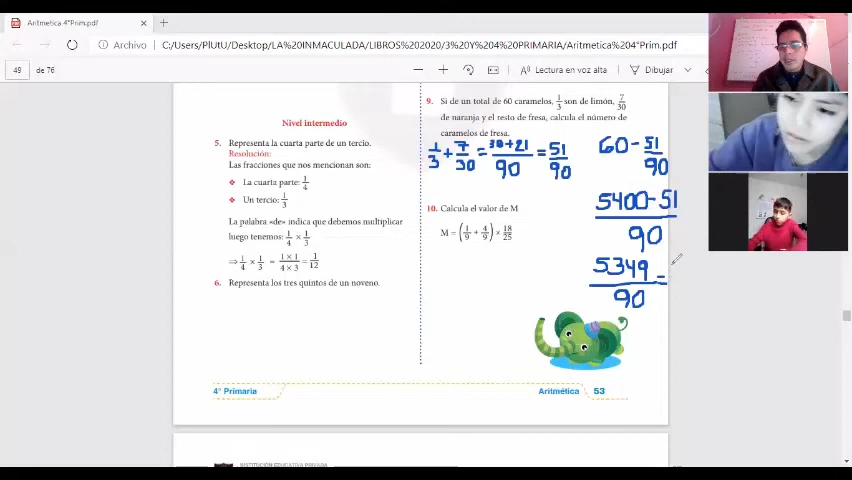 Aritmetica 4°Prim.pdf
Archivo C:/Users/PlUtU/Desktop/LA%20INMACULADA/LIBROS%202020/3%20Y%204%20PRIMARIA/Aritmetica%204°Prim.pdf
49 de 76
Lectura en voz alta
Dibujar
Nivel intermedio
5. Representa la cuarta parte de un tercio.
Resolución:
Las fracciones que nos mencionan son:
❖ La cuarta parte: 1/4
❖ Un tercio: 1/3
La palabra «de» indica que debemos multiplicar
luego tenemos: 1/4 × 1/3
⇒ 1/4 × 1/3 = 1×1/4×3 = 1/12
6. Representa los tres quintos de un noveno.
9. Si de un total de 60 caramelos, 1/3 son de limón, 7/30
de naranja y el resto de fresa, calcula el número de
caramelos de fresa.
1/3 + 7/30 = 30+21/90 = 51/90
60 - 51/90
5400-51/90
5349/90 =
10. Calcula el valor de M
M = (1/9 + 4/9) × 18/25
4° Primaria
Aritmética 53
INSTITUCIÓN EDUCATIVA PRIVADA